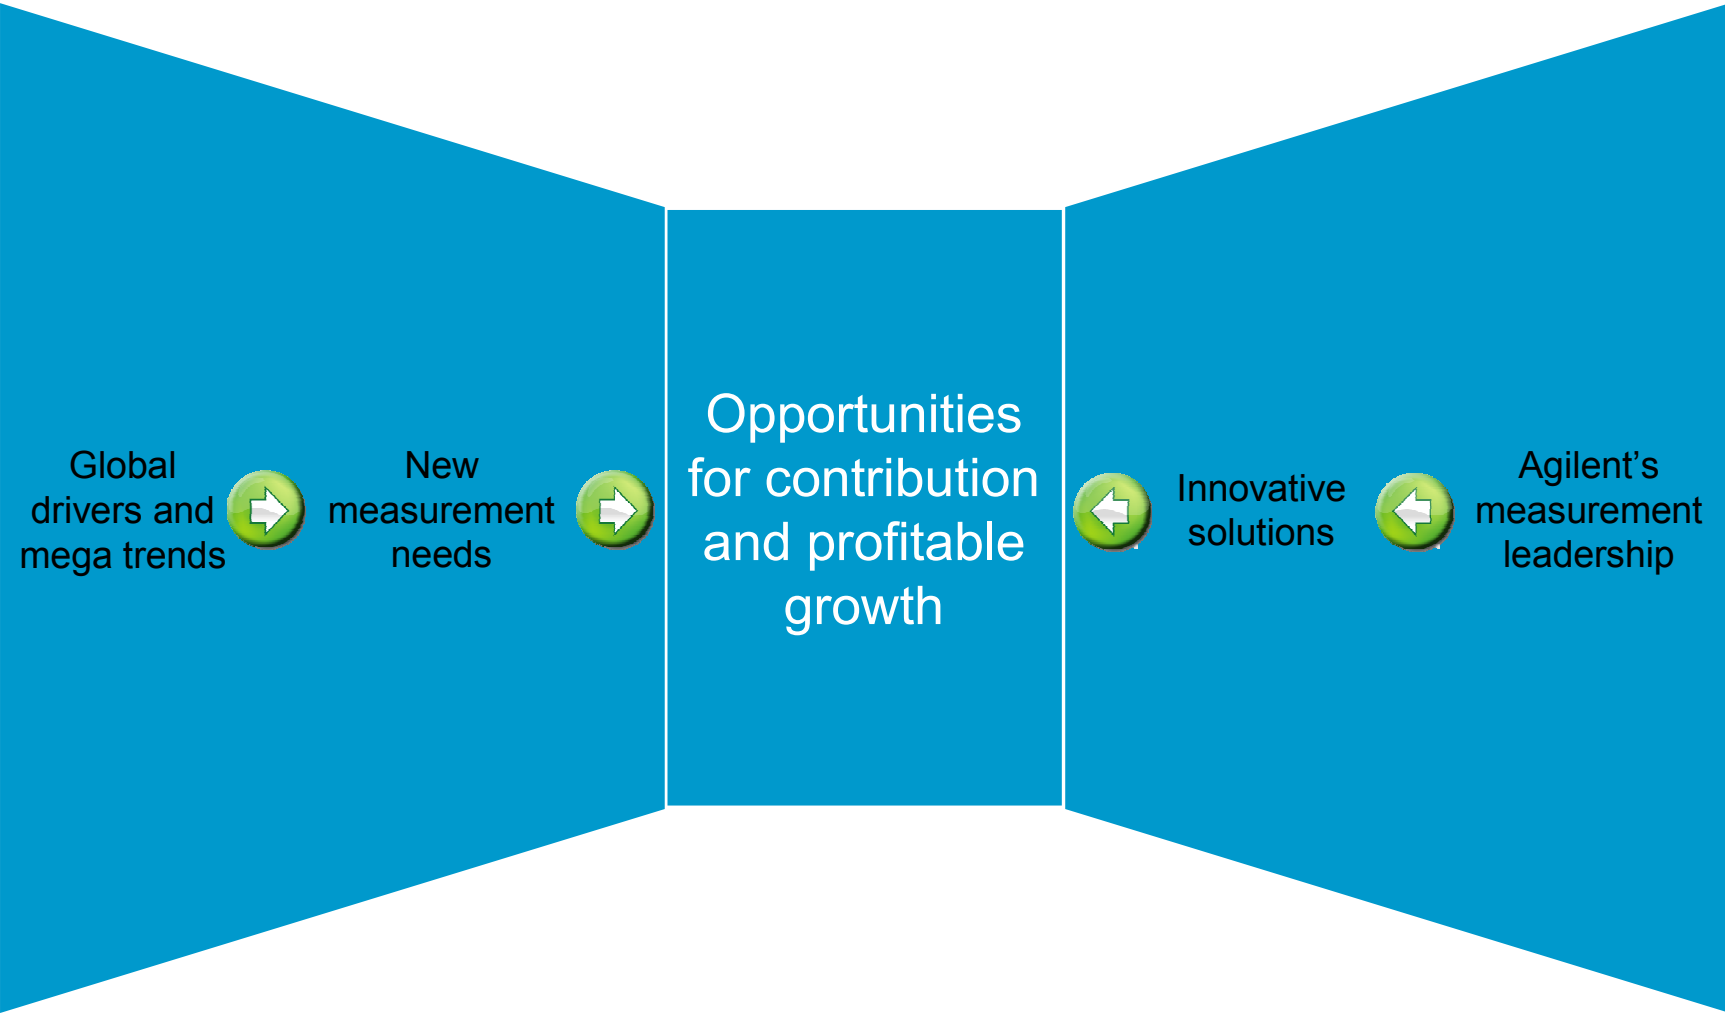 Global
drivers and
mega trends
New
measurement
needs
Opportunities
for contribution
and profitable
growth
Innovative
solutions
Agilent’s
measurement
leadership